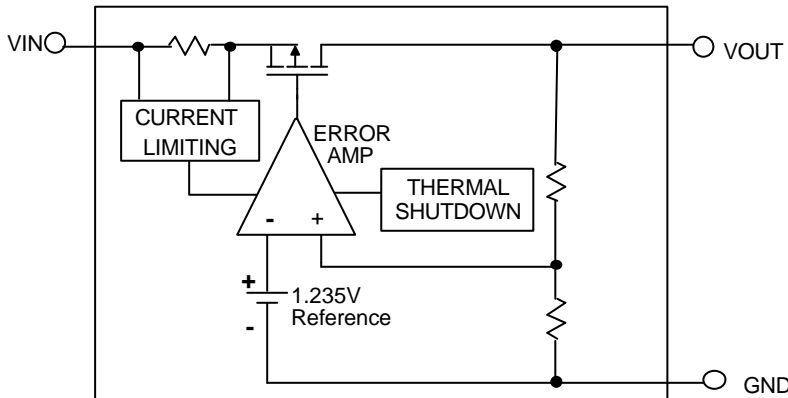 VIN
VOUT
CURRENT
LIMITING
ERROR
AMP
THERMAL
SHUTDOWN
- +
+
1.235V
Reference
-
GND